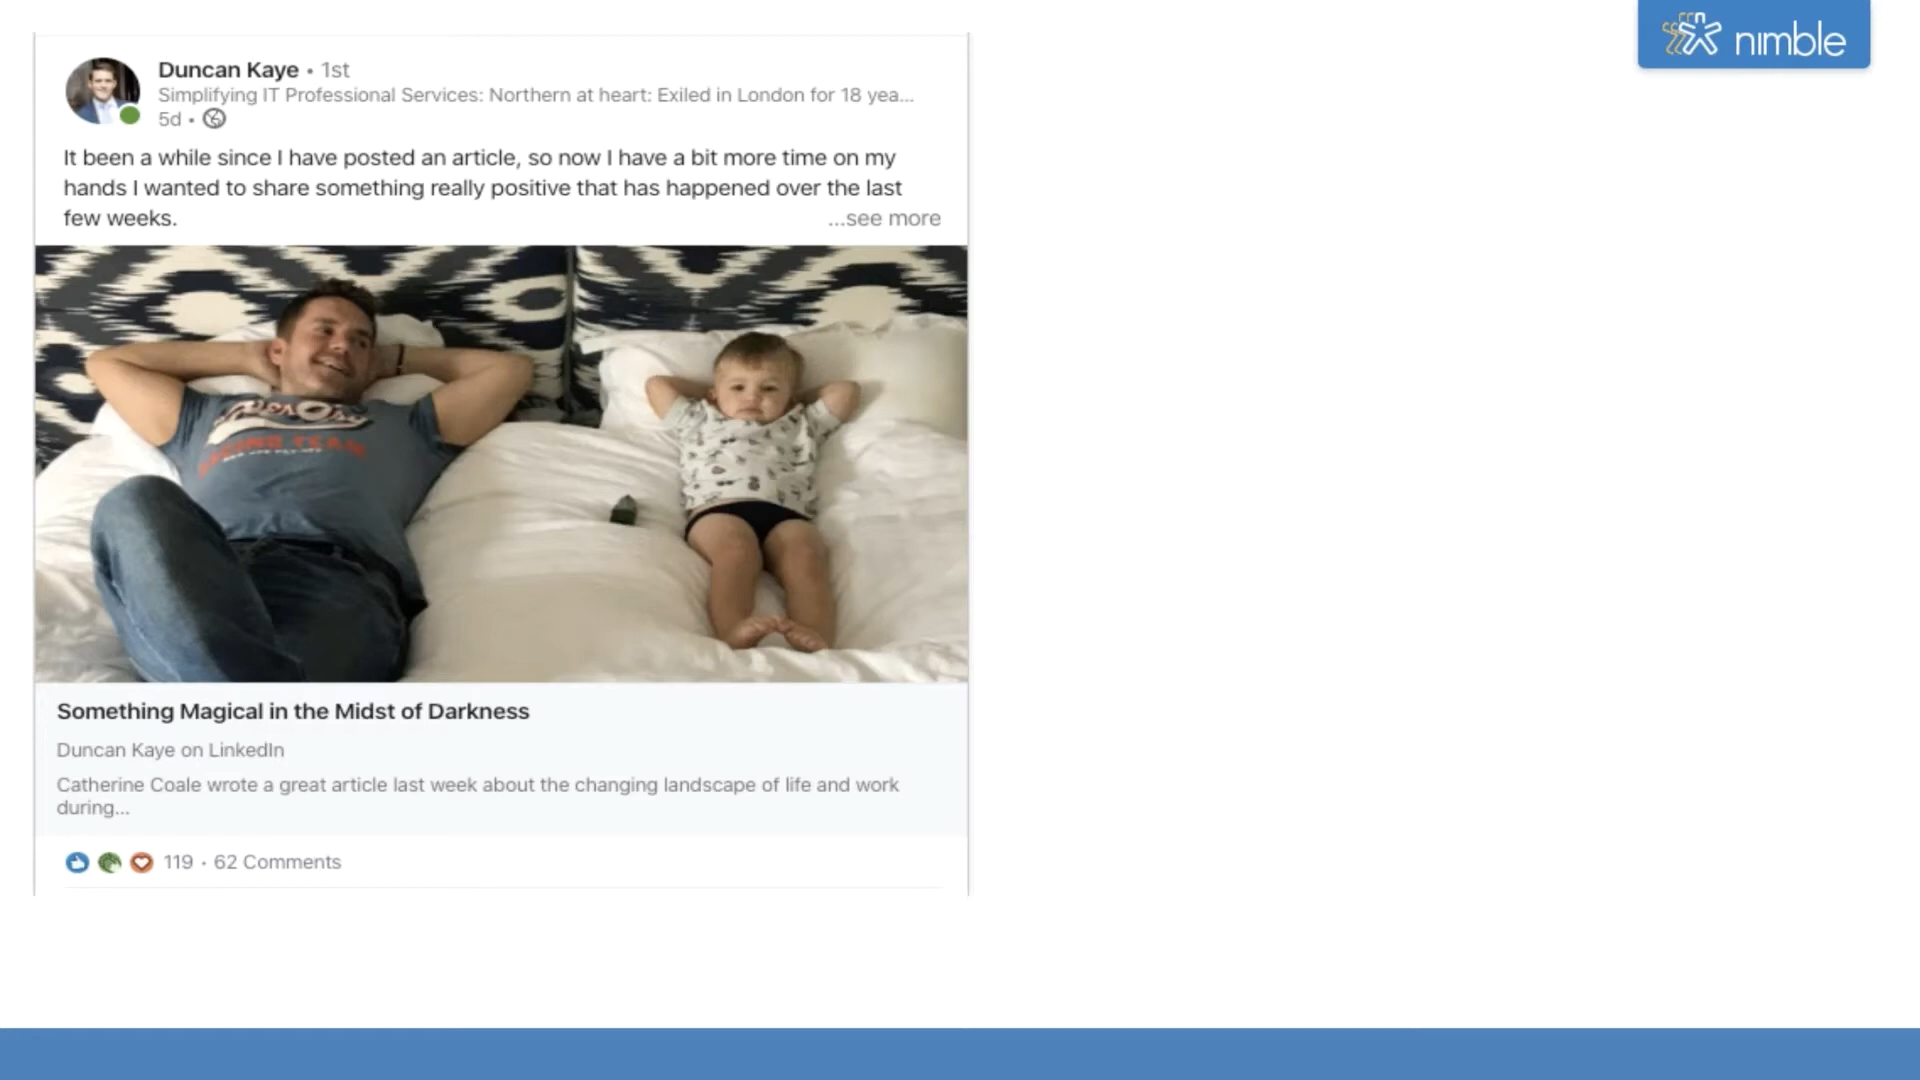 nimble
Duncan Kaye • 1st
Simplifying IT Professional Services: Northern at heart: Exiled in London for 18 yea...
5d •
It been a while since I have posted an article, so now I have a bit more time on my
hands I wanted to share something really positive that has happened over the last
few weeks.
...see more
Something Magical in the Midst of Darkness
Duncan Kaye on LinkedIn
Catherine Coale wrote a great article last week about the changing landscape of life and work
during...
119 · 62 Comments